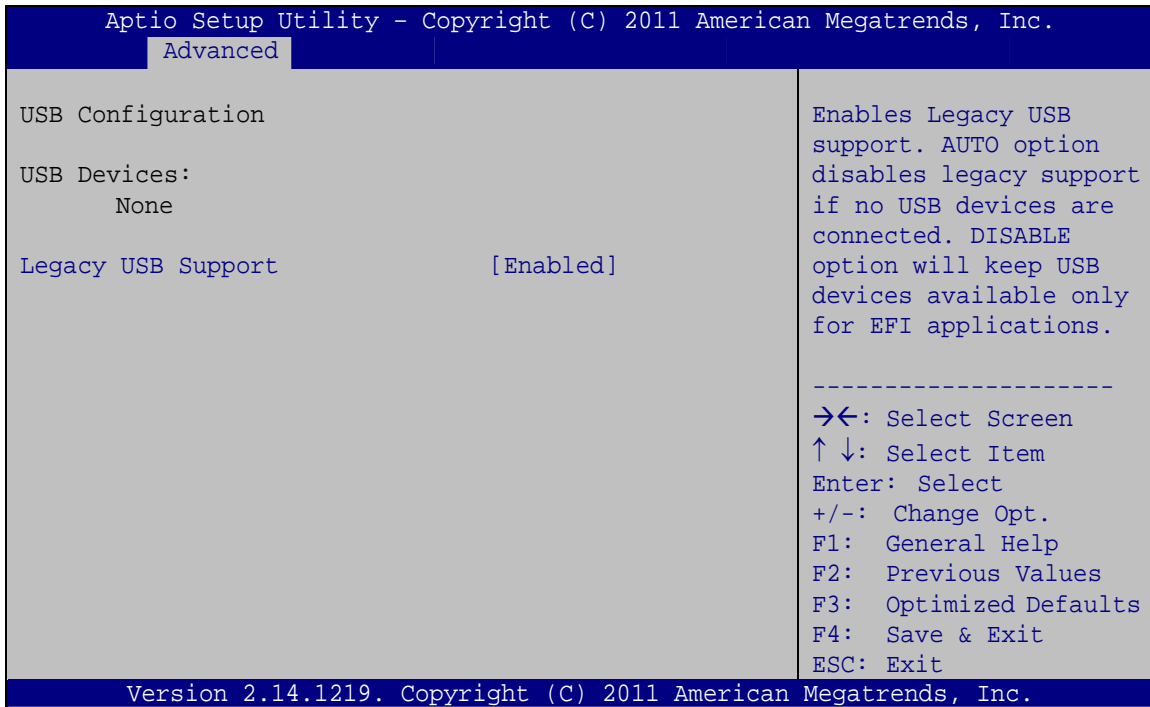 Aptio Setup Utility – Copyright (C) 2011 American Megatrends, Inc.
Advanced
USB Configuration
USB Devices:
None
Legacy USB Support [Enabled]
Enables Legacy USB
support. AUTO option
disables legacy support
if no USB devices are
connected. DISABLE
option will keep USB
devices available only
for EFI applications.
---------------------
→←: Select Screen
↑ ↓: Select Item
Enter: Select
+/-: Change Opt.
F1: General Help
F2: Previous Values
F3: Optimized Defaults
F4: Save & Exit
ESC: Exit
Version 2.14.1219. Copyright (C) 2011 American Megatrends, Inc.